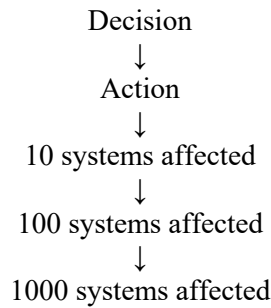 Decision
↓
Action
↓
10 systems affected
↓
100 systems affected
↓
1000 systems affected